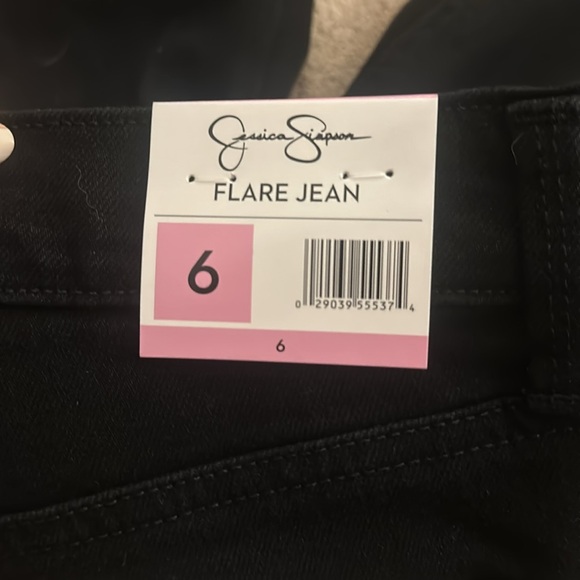 Jessica Simpson
FLARE JEAN
6
0 29039 55537 4
6